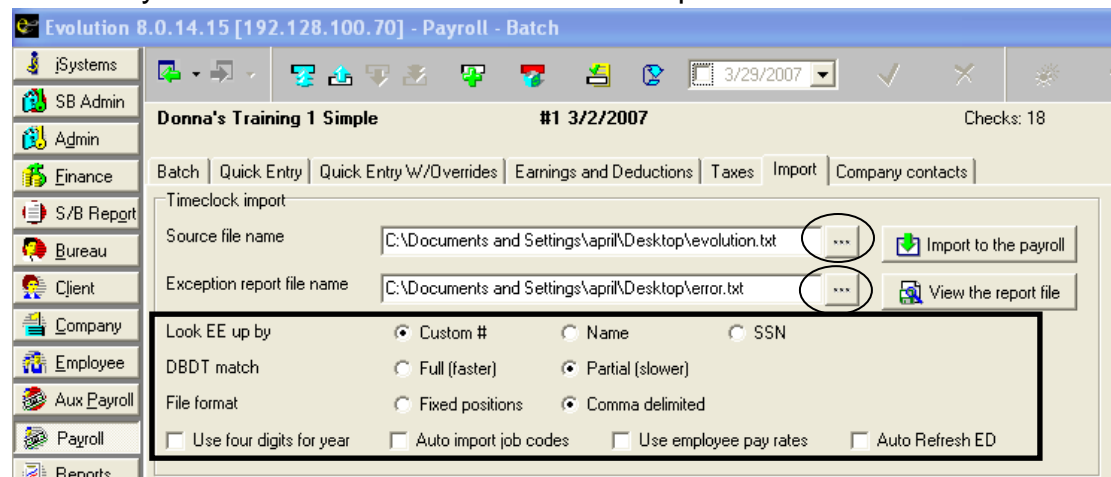 Evolution 8.0.14.15 [192.128.100.70] - Payroll - Batch
iSystems
3/29/2007
SB Admin
Donna's Training 1 Simple #1 3/2/2007 Checks: 18
Admin
Finance
Batch Quick Entry Quick Entry W/Overrides Earnings and Deductions Taxes Import Company contacts
Timeclock import
S/B Report
Source file name C:\Documents and Settings\april\Desktop\evolution.txt ... Import to the payroll
Bureau
Exception report file name C:\Documents and Settings\april\Desktop\error.txt ... View the report file
Client
Company
Look EE up by Custom # Name SSN
Employee
DBDT match Full (faster) Partial (slower)
Aux Payroll
File format Fixed positions Comma delimited
Payroll
Use four digits for year Auto import job codes Use employee pay rates Auto Refresh ED
Reports